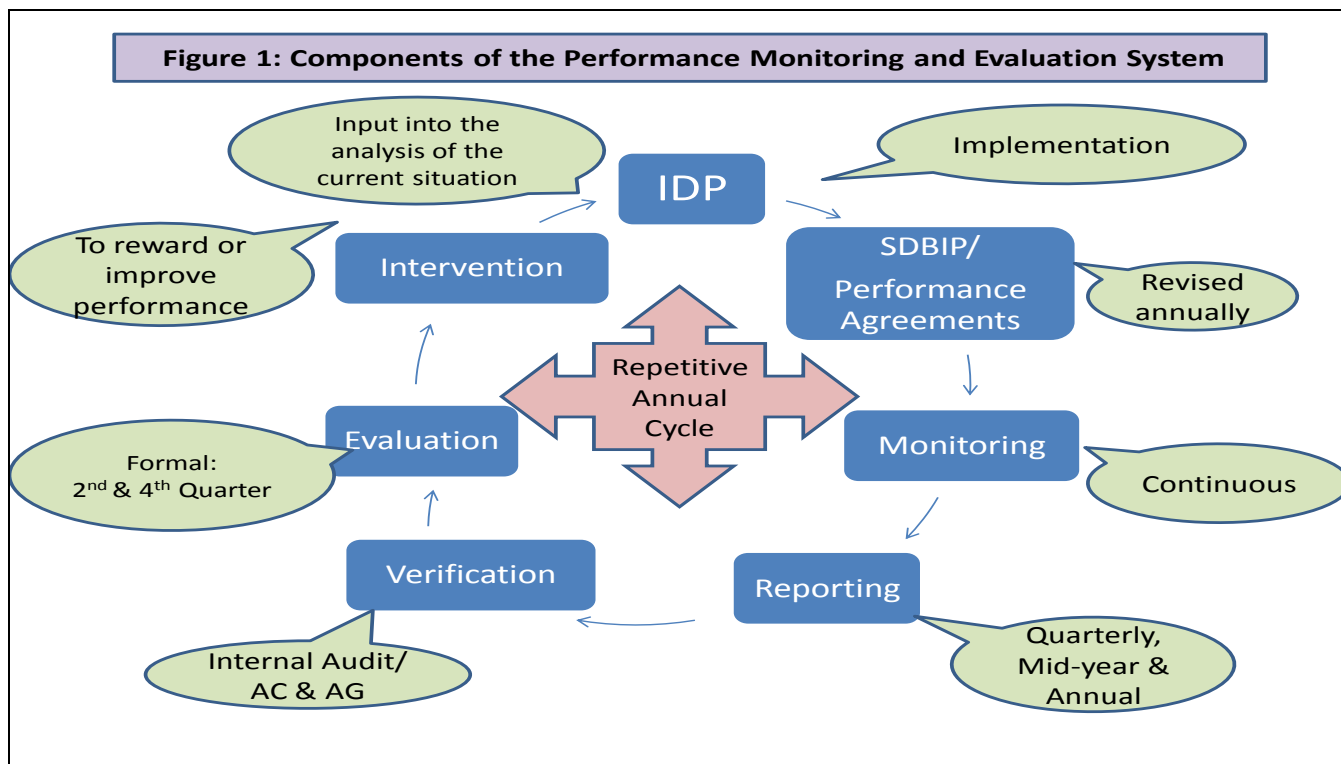 Figure 1: Components of the Performance Monitoring and Evaluation System
Input into the
analysis of the
current situation
IDP
Implementation
To reward or
improve
performance
Intervention
SDBIP/
Performance
Agreements
Revised
annually
Repetitive
Annual
Cycle
Evaluation
Monitoring
Formal:
2nd & 4th Quarter
Continuous
Verification
Reporting
Internal Audit/
AC & AG
Quarterly,
Mid-year &
Annual